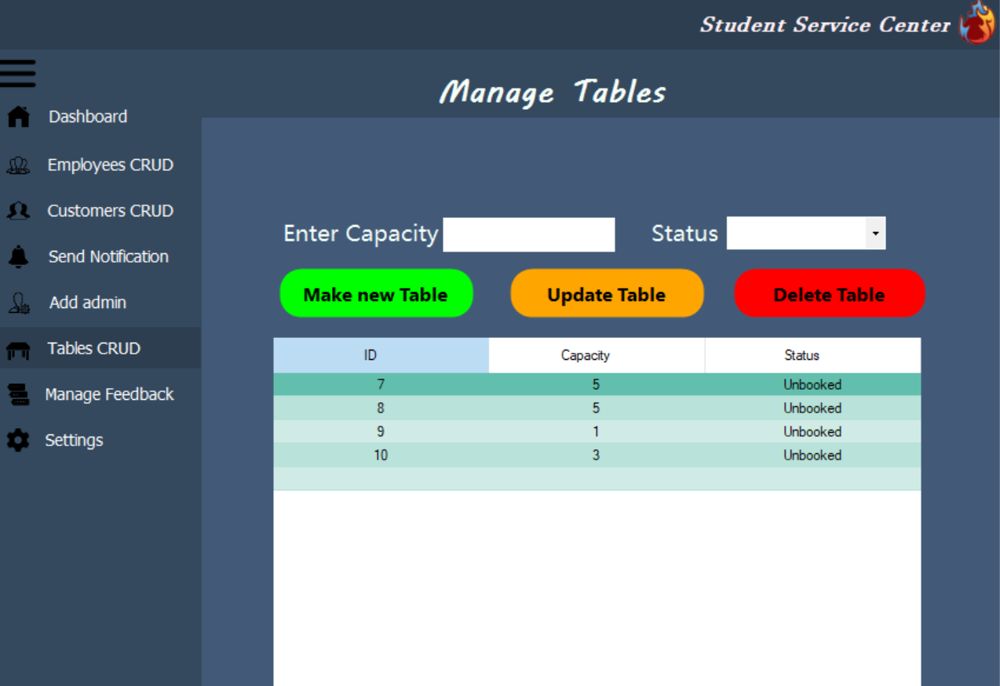 Student Service Center
Manage Tables
Dashboard
Employees CRUD
Customers CRUD
Send Notification
Add admin
Tables CRUD
Manage Feedback
Settings
Enter Capacity Status
Make new Table Update Table Delete Table
ID Capacity Status
7 5 Unbooked
8 5 Unbooked
9 1 Unbooked
10 3 Unbooked